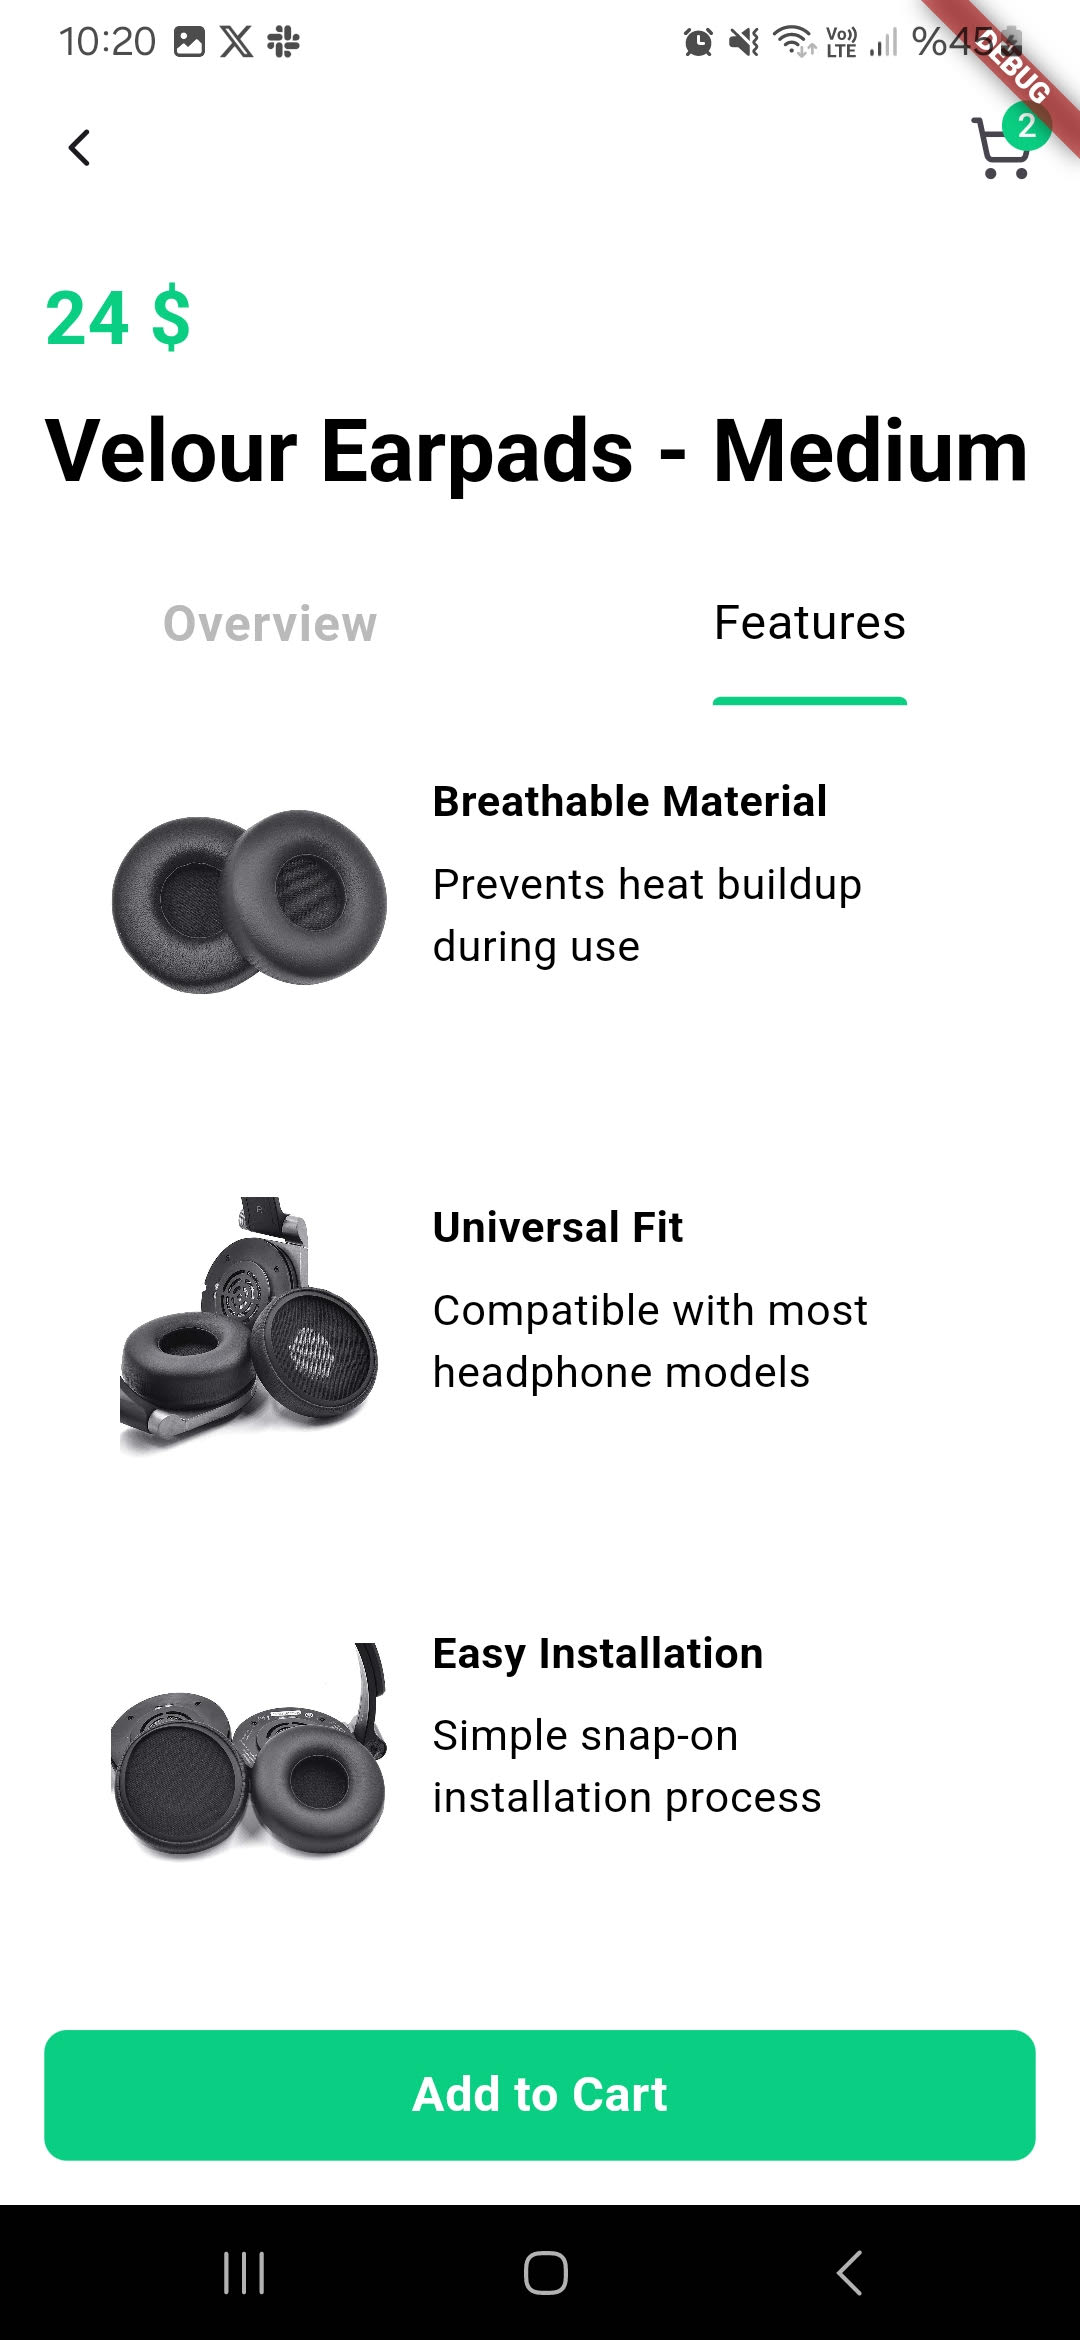 10:20
Vo))
LTE
%45
DEBUG
2
24 $
Velour Earpads - Medium
Overview
Features
Breathable Material
Prevents heat buildup
during use
Universal Fit
Compatible with most
headphone models
Easy Installation
Simple snap-on
installation process
Add to Cart